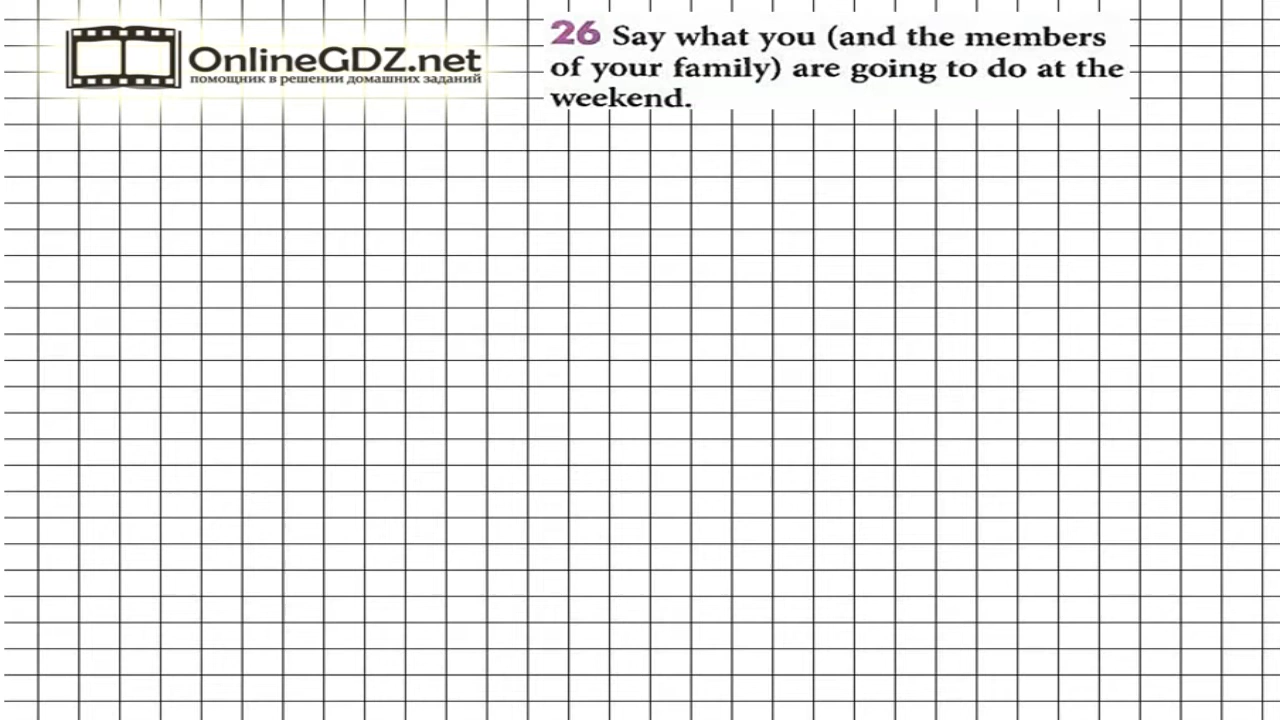 OnlineGDZ.net
помощник в решении домашних заданий
26 Say what you (and the members
of your family) are going to do at the
weekend.